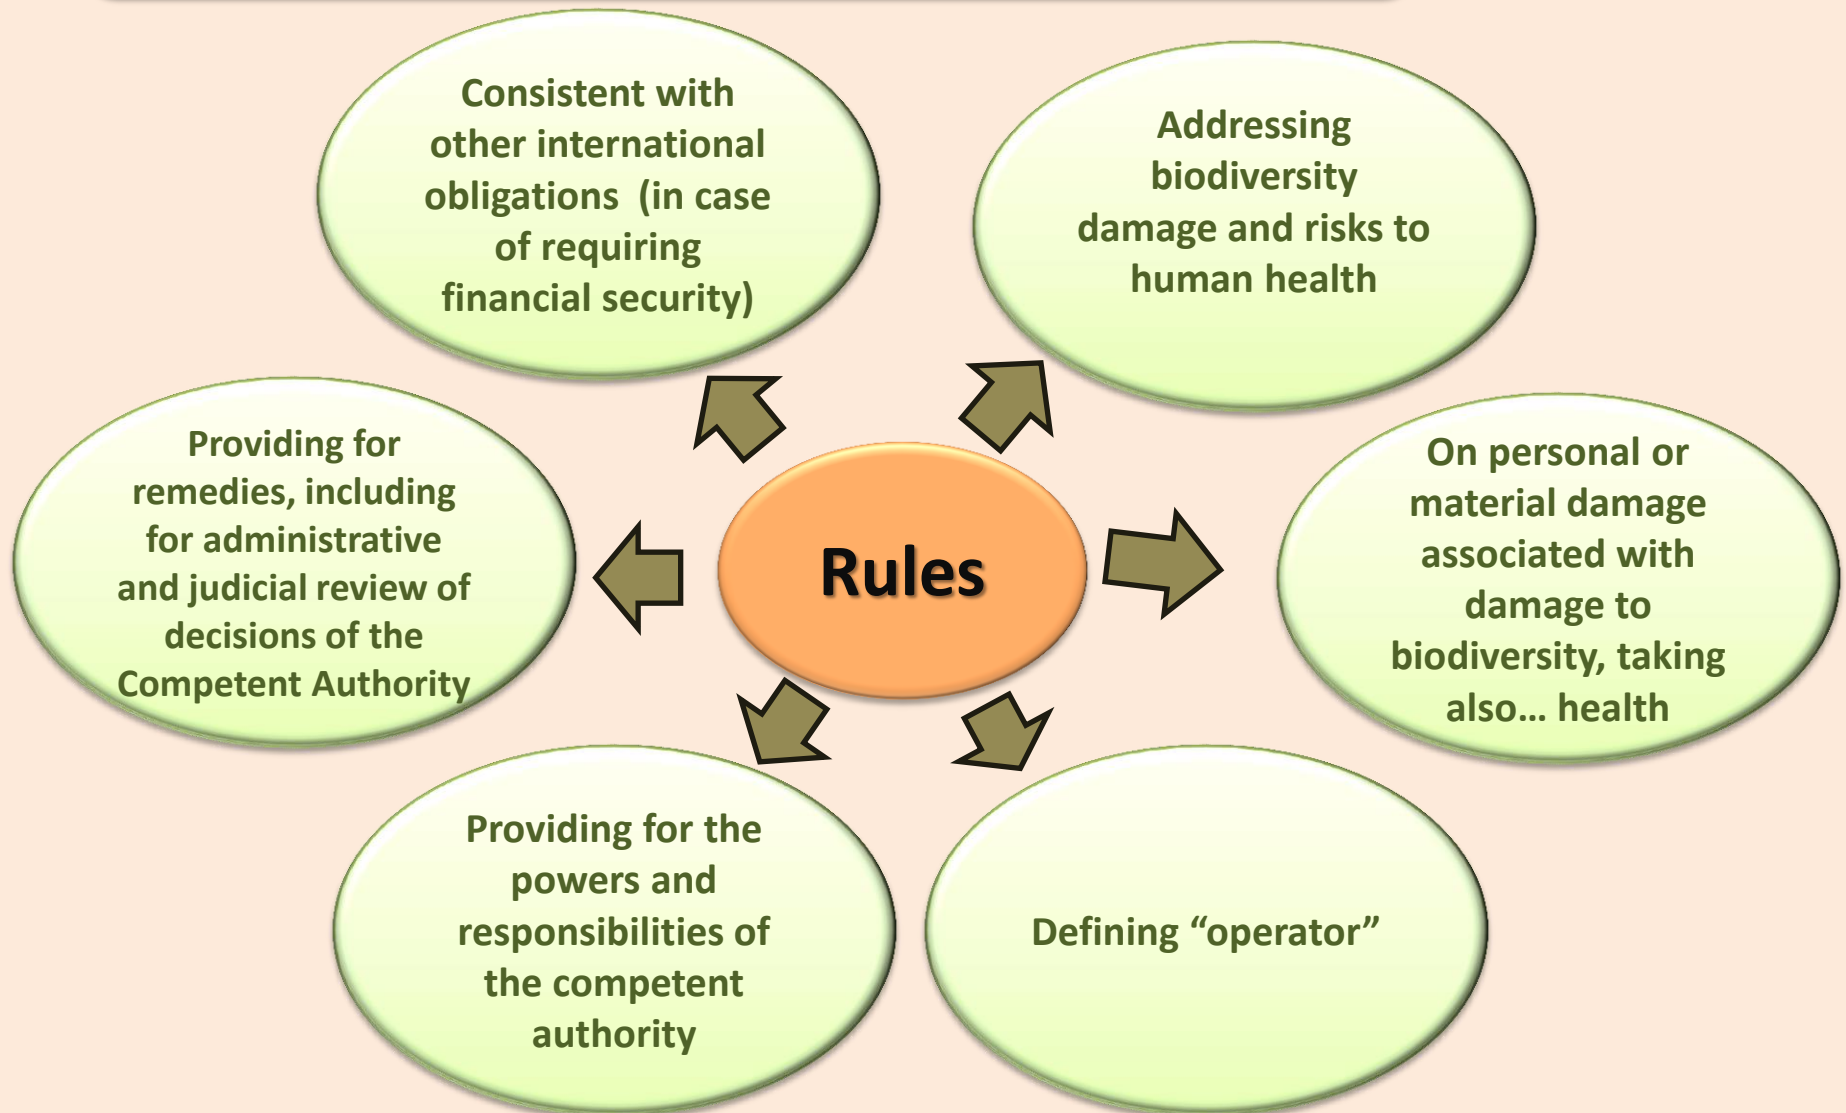 Consistent with
other international
obligations (in case
of requiring
financial security)
Addressing
biodiversity
damage and risks to
human health
Providing for
remedies, including
for administrative
and judicial review of
decisions of the
Competent Authority
Rules
On personal or
material damage
associated with
damage to
biodiversity, taking
also… health
Providing for the
powers and
responsibilities of
the competent
authority
Defining “operator”